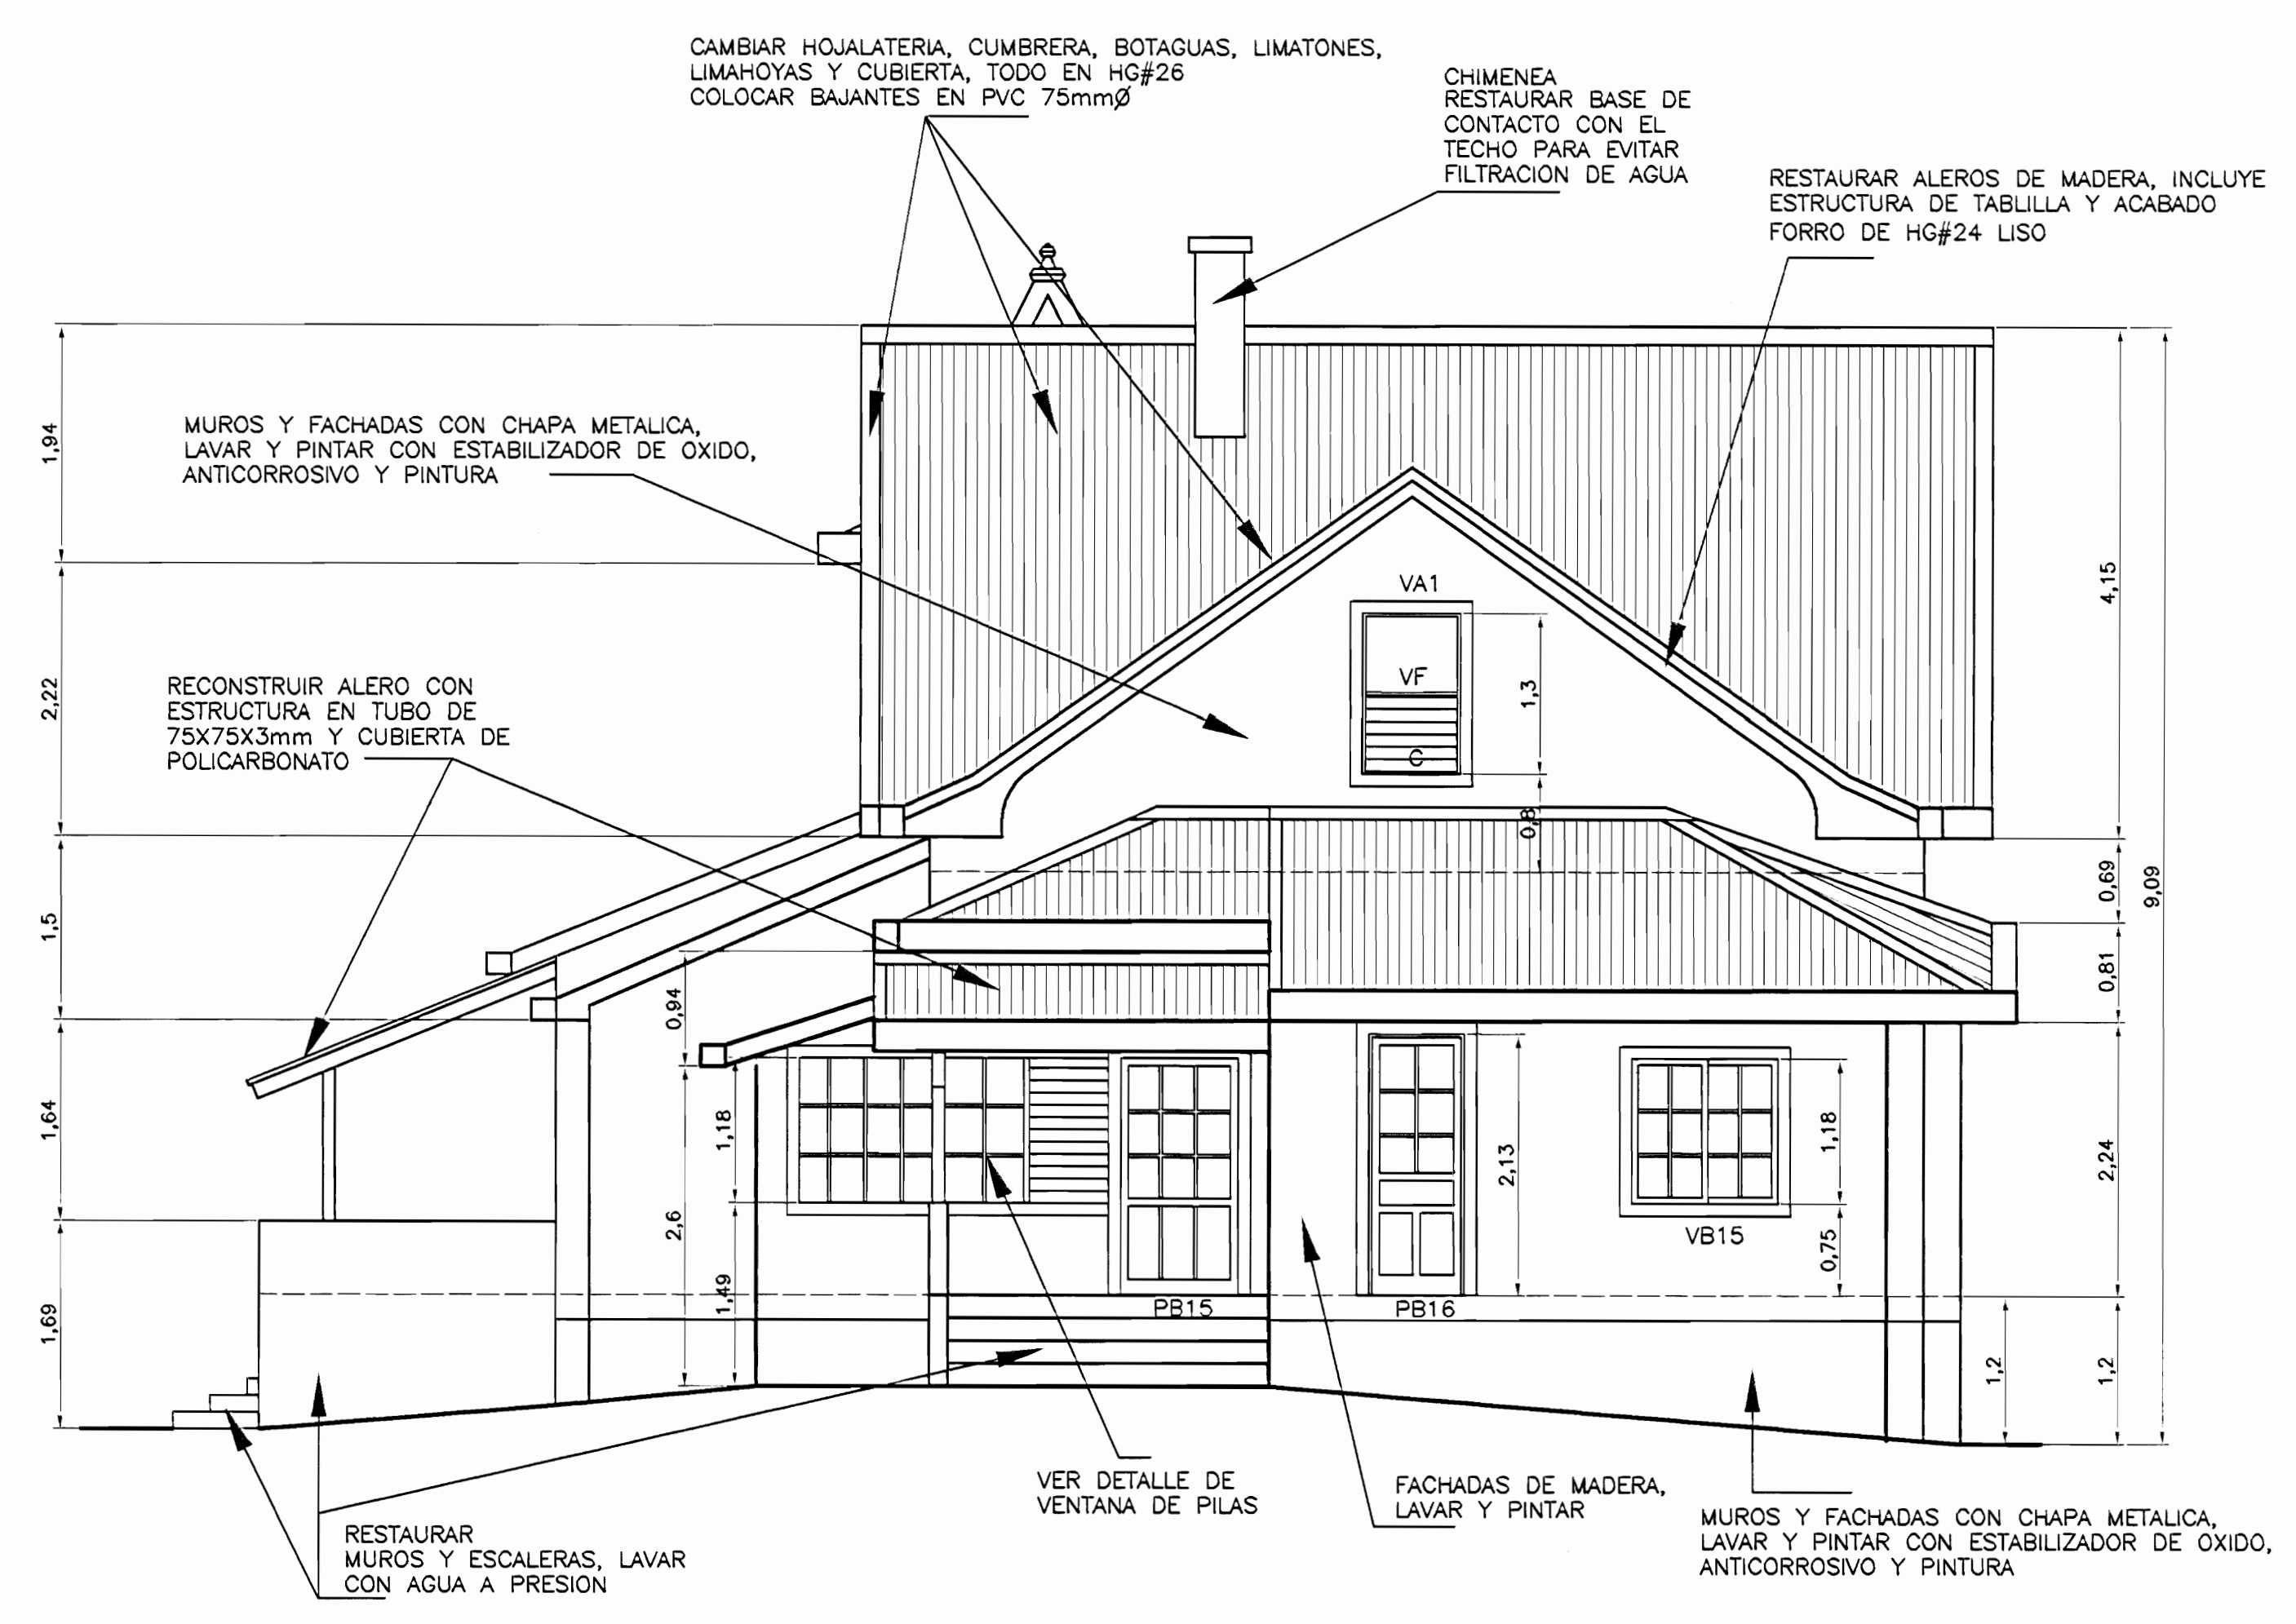 CAMBIAR HOJALATERIA, CUMBRERA, BOTAGUAS, LIMATONES,
LIMAHOYAS Y CUBIERTA, TODO EN HG#26
COLOCAR BAJANTES EN PVC 75mmØ
CHIMENEA
RESTAURAR BASE DE
CONTACTO CON EL
TECHO PARA EVITAR
FILTRACION DE AGUA
RESTAURAR ALEROS DE MADERA, INCLUYE
ESTRUCTURA DE TABLILLA Y ACABADO
FORRO DE HG#24 LISO
MUROS Y FACHADAS CON CHAPA METALICA,
LAVAR Y PINTAR CON ESTABILIZADOR DE OXIDO,
ANTICORROSIVO Y PINTURA
RECONSTRUIR ALERO CON
ESTRUCTURA EN TUBO DE
75X75X3mm Y CUBIERTA DE
POLICARBONATO
1,94
2,22
1,5
1,64
1,69
VA1
VF
C
1,3
0,8
4,15
0,69
9,09
0,81
2,24
1,2
1,2
0,94
2,6
1,18
1,49
2,13
1,18
0,75
PB15
PB16
VB15
VER DETALLE DE
VENTANA DE PILAS
FACHADAS DE MADERA,
LAVAR Y PINTAR
RESTAURAR
MUROS Y ESCALERAS, LAVAR
CON AGUA A PRESION
MUROS Y FACHADAS CON CHAPA METALICA,
LAVAR Y PINTAR CON ESTABILIZADOR DE OXIDO,
ANTICORROSIVO Y PINTURA